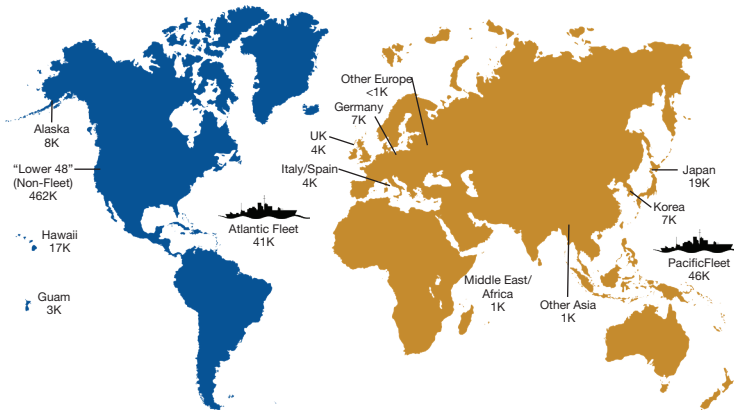 Alaska
8K
“Lower 48”
(Non-Fleet)
462K
Hawaii
17K
Guam
3K
Atlantic Fleet
41K
Other Europe
<1K
Germany
7K
UK
4K
Italy/Spain
4K
Middle East/
Africa
1K
Other Asia
1K
Japan
19K
Korea
7K
PacificFleet
46K